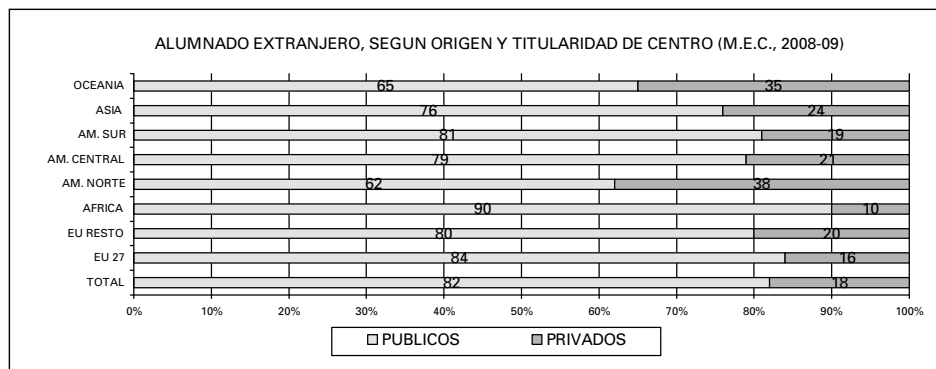 ALUMNADO EXTRANJERO, SEGUN ORIGEN Y TITULARIDAD DE CENTRO (M.E.C., 2008-09)
OCEANIA 65 35
ASIA 76 24
AM. SUR 81 19
AM. CENTRAL 79 21
AM. NORTE 62 38
AFRICA 90 10
EU RESTO 80 20
EU 27 84 16
TOTAL 82 18
0% 10% 20% 30% 40% 50% 60% 70% 80% 90% 100%
PUBLICOS PRIVADOS